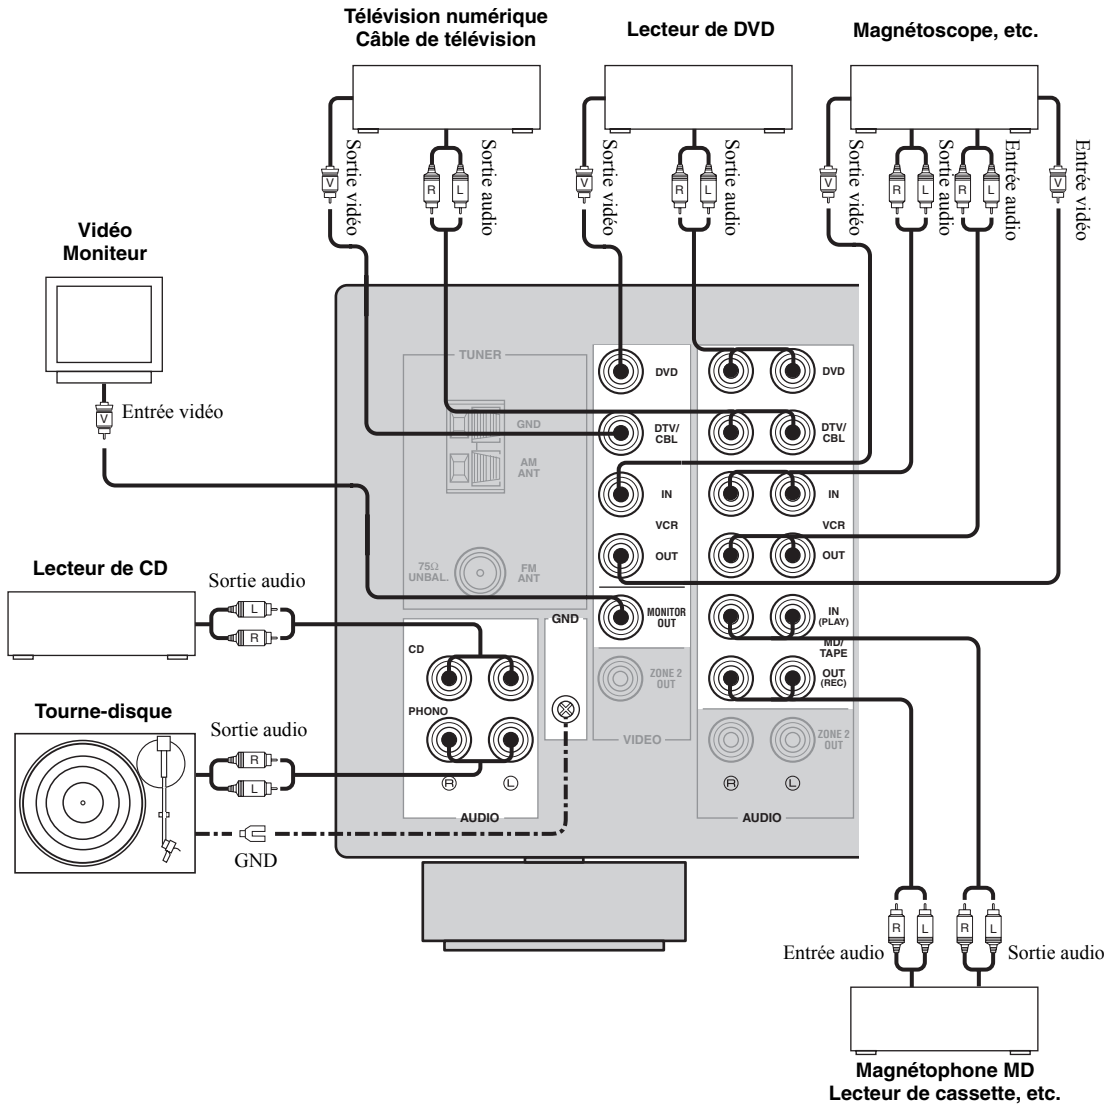 Télévision numérique
Câble de télévision
Lecteur de DVD
Magnétoscope, etc.
Sortie vidéo
V
R
L
Sortie audio
Sortie vidéo
V
R
L
Sortie audio
Sortie vidéo
V
R
L
Sortie audio
R
L
Entrée audio
V
Entrée vidéo
Vidéo
Moniteur
V
Entrée vidéo
TUNER
GND
AM
ANT
75Ω
UNBAL.
FM
ANT
DVD
DTV/
CBL
IN
VCR
OUT
MONITOR
OUT
ZONE 2
OUT
VIDEO
DVD
DTV/
CBL
IN
VCR
OUT
IN
(PLAY)
MD/
TAPE
OUT
(REC)
ZONE 2
OUT
R
L
AUDIO
Lecteur de CD
Sortie audio
L
R
GND
CD
PHONO
R
L
AUDIO
Tourne-disque
Sortie audio
R
L
GND
Entrée audio
R
L
R
L
Sortie audio
Magnétophone MD
Lecteur de cassette, etc.